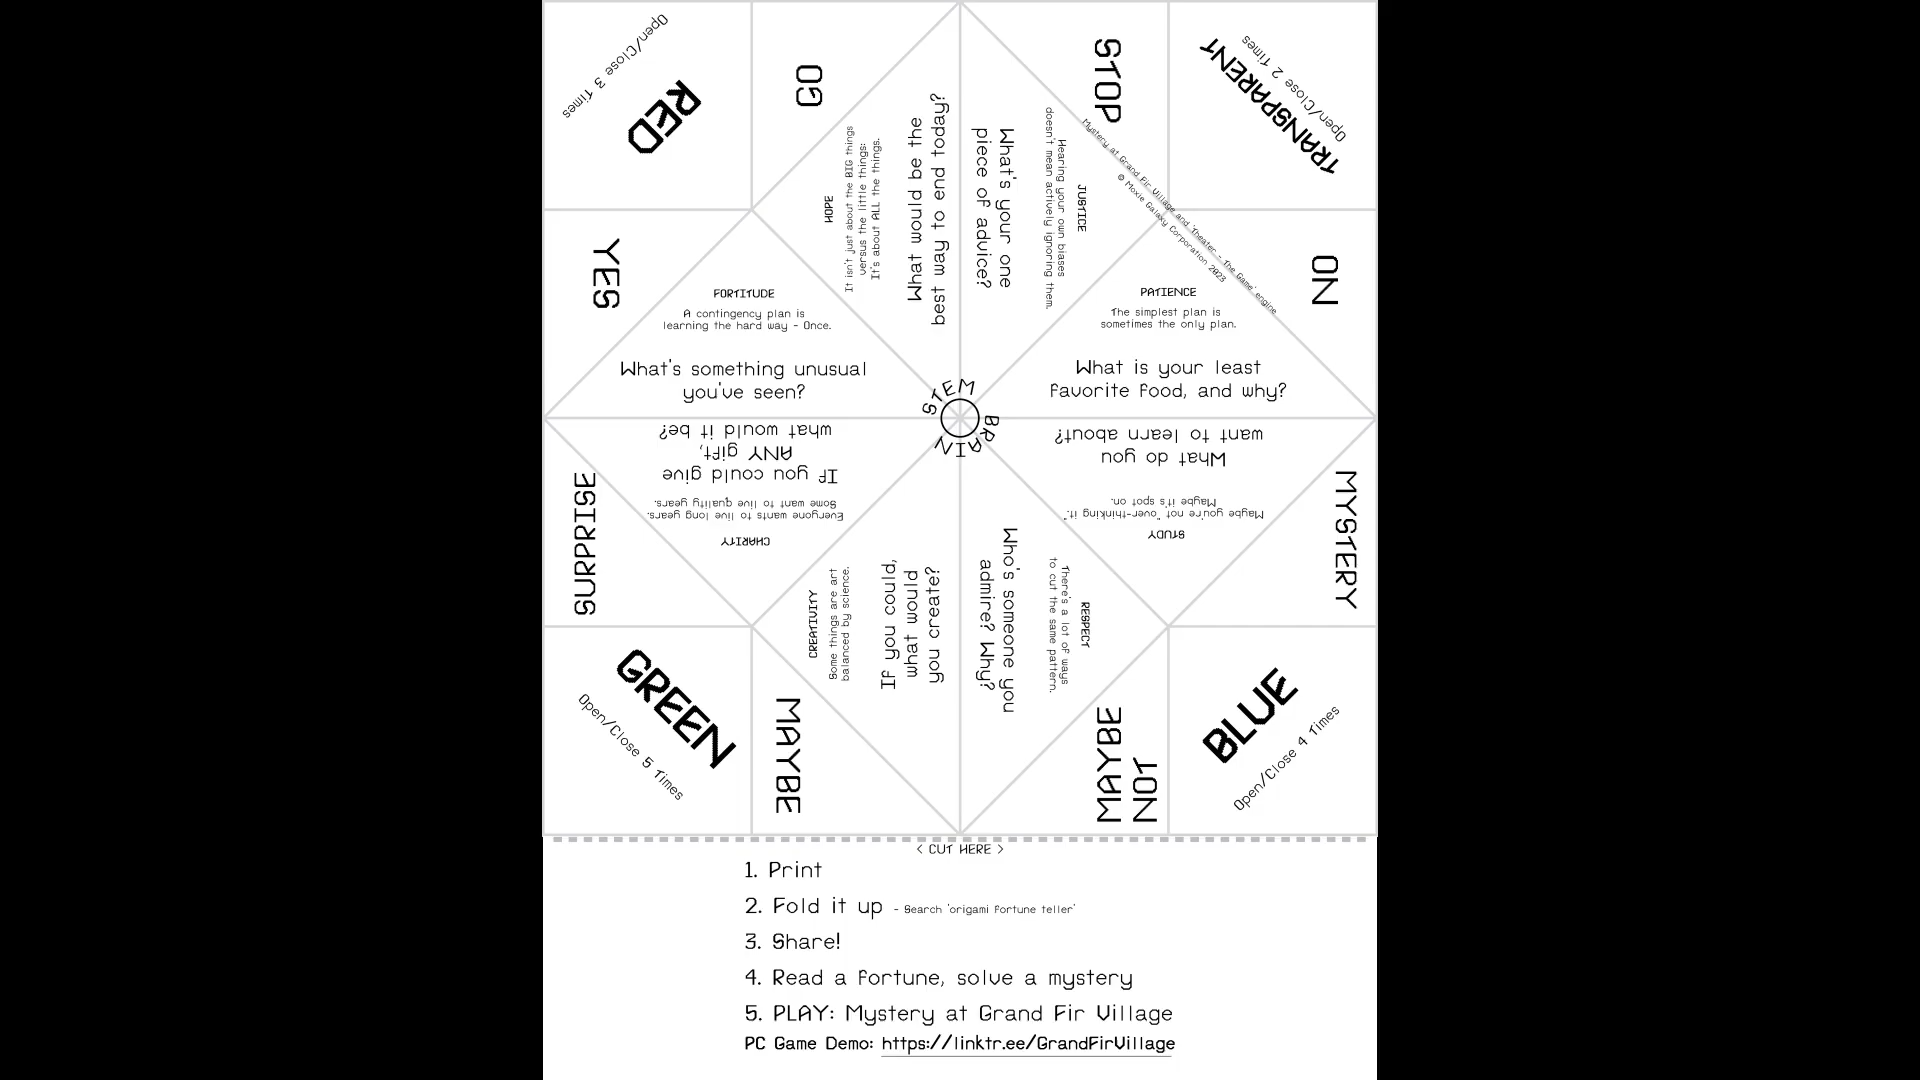 Open/Close 3 Times
RED
GO
STOP
TRANSPARENT
Open/Close 2 Times
HOPE
It isn't just about the BIG things
versus the little things:
It's about ALL the things.
What would be the
best way to end today?
What's your one
piece of advice?
JUSTICE
Hearing your own biases
doesn't mean actively ignoring them.
Mystery at Grand Fir Village and 'Theater - The Game' engine
© Moxie Galaxy Corporation 2023
YES
FORTITUDE
A contingency plan is
learning the hard way - Once.
What's something unusual
you've seen?
PATIENCE
The simplest plan is
sometimes the only plan.
What is your least
favorite food, and why?
NO
STEM
BRAIN
SURPRISE
CHARITY
Everyone wants to live long years.
Some want to live quality years.
If you could give
ANY gift,
what would it be?
STUDY
Maybe you're not "over-thinking it."
Maybe it's spot on.
What do you
want to learn about?
MYSTERY
CREATIVITY
Some things are art
balanced by science.
If you could,
what would
you create?
Who's someone you
admire? Why?
RESPECT
There's a lot of ways
to cut the same pattern.
GREEN
Open/Close 5 Times
MAYBE
MAYBE
NOT
BLUE
Open/Close 4 Times
< CUT HERE >
1. Print
2. Fold it up - Search 'origami fortune teller'
3. Share!
4. Read a fortune, solve a mystery
5. PLAY: Mystery at Grand Fir Village
PC Game Demo: https://linktr.ee/GrandFirVillage